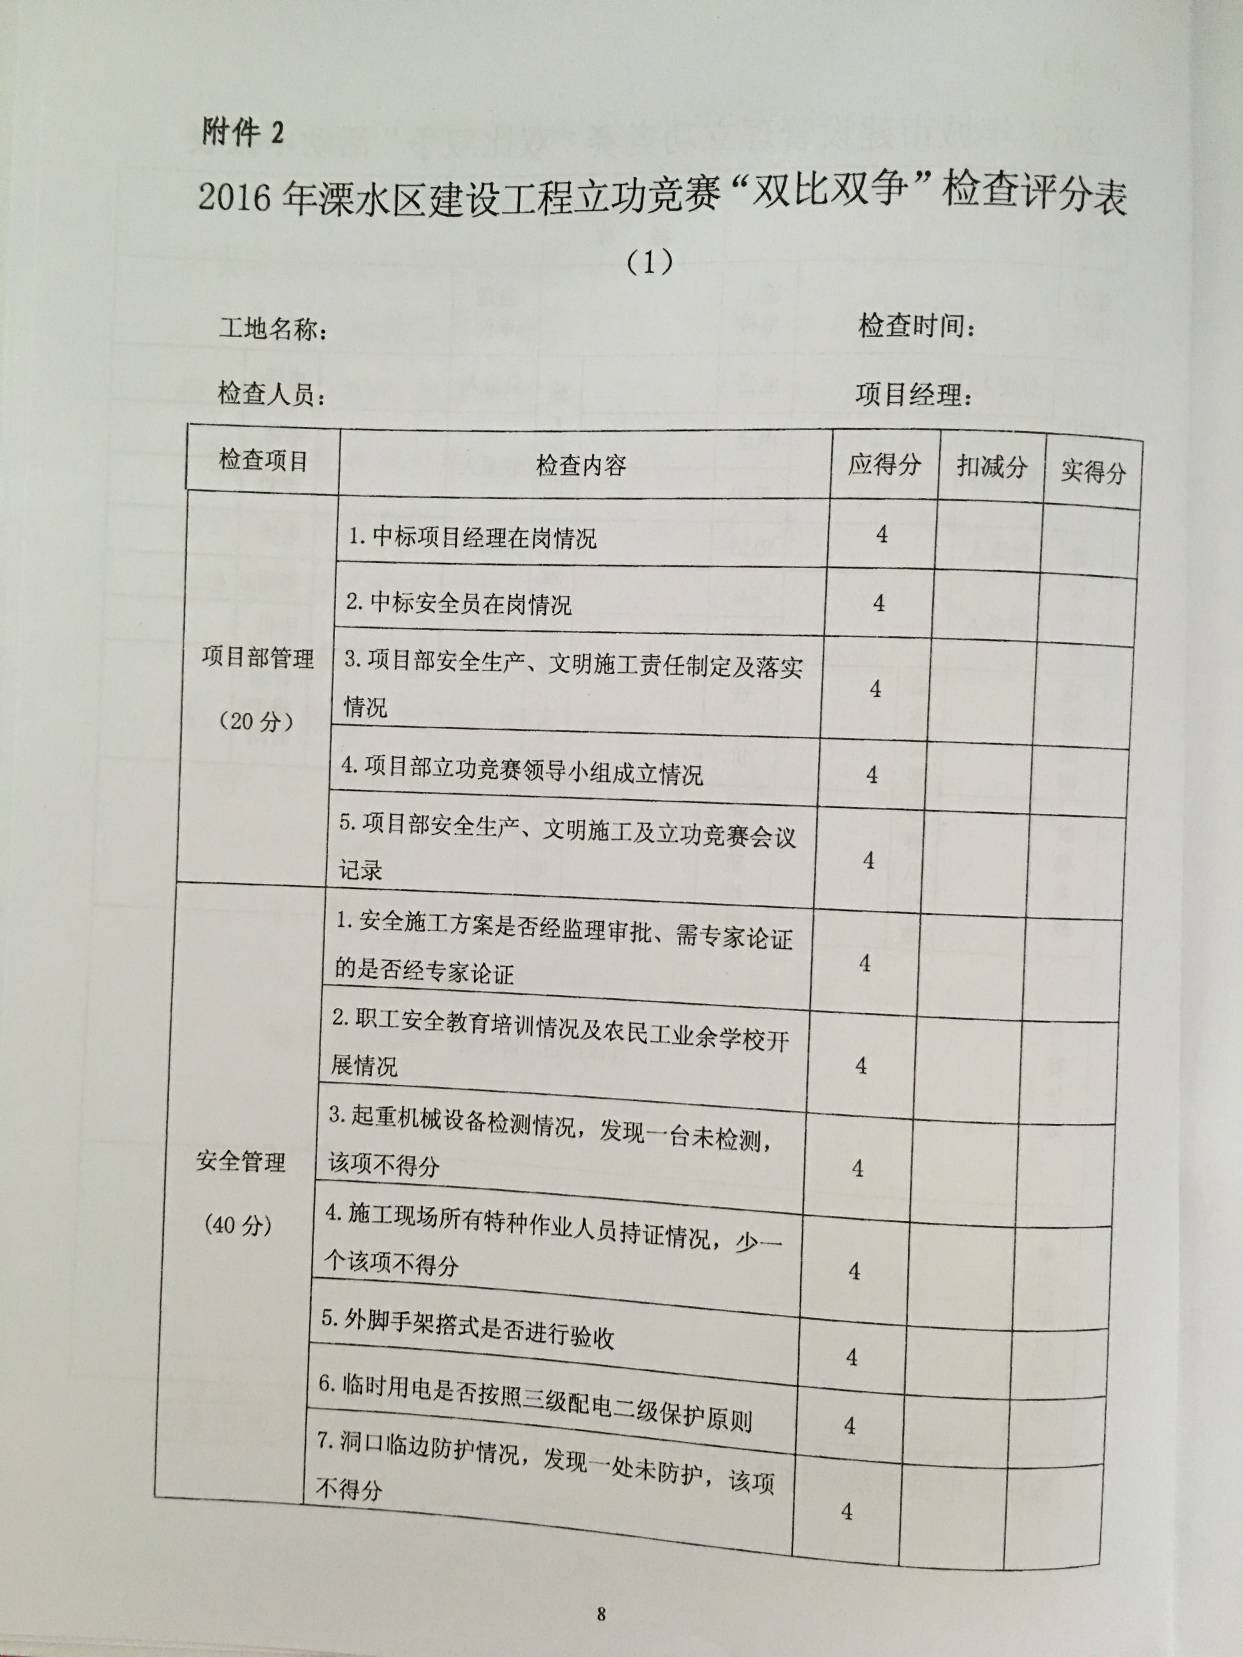 附件 2
2016 年溧水区建设工程立功竞赛“双比双争”检查评分表
（1）
工地名称： 检查时间：
检查人员： 项目经理：
检查项目 检查内容 应得分 扣减分 实得分
项目部管理
（20 分）
1.中标项目经理在岗情况 4
2.中标安全员在岗情况 4
3.项目部安全生产、文明施工责任制定及落实
情况 4
4.项目部立功竞赛领导小组成立情况 4
5.项目部安全生产、文明施工及立功竞赛会议
记录 4
安全管理
(40 分)
1.安全施工方案是否经监理审批、需专家论证
的是否经专家论证 4
2.职工安全教育培训情况及农民工业余学校开
展情况 4
3.起重机械设备检测情况，发现一台未检测，
该项不得分 4
4.施工现场所有特种作业人员持证情况，少一
个该项不得分 4
5.外脚手架撘式是否进行验收 4
6.临时用电是否按照三级配电二级保护原则 4
7.洞口临边防护情况，发现一处未防护，该项
不得分 4
8